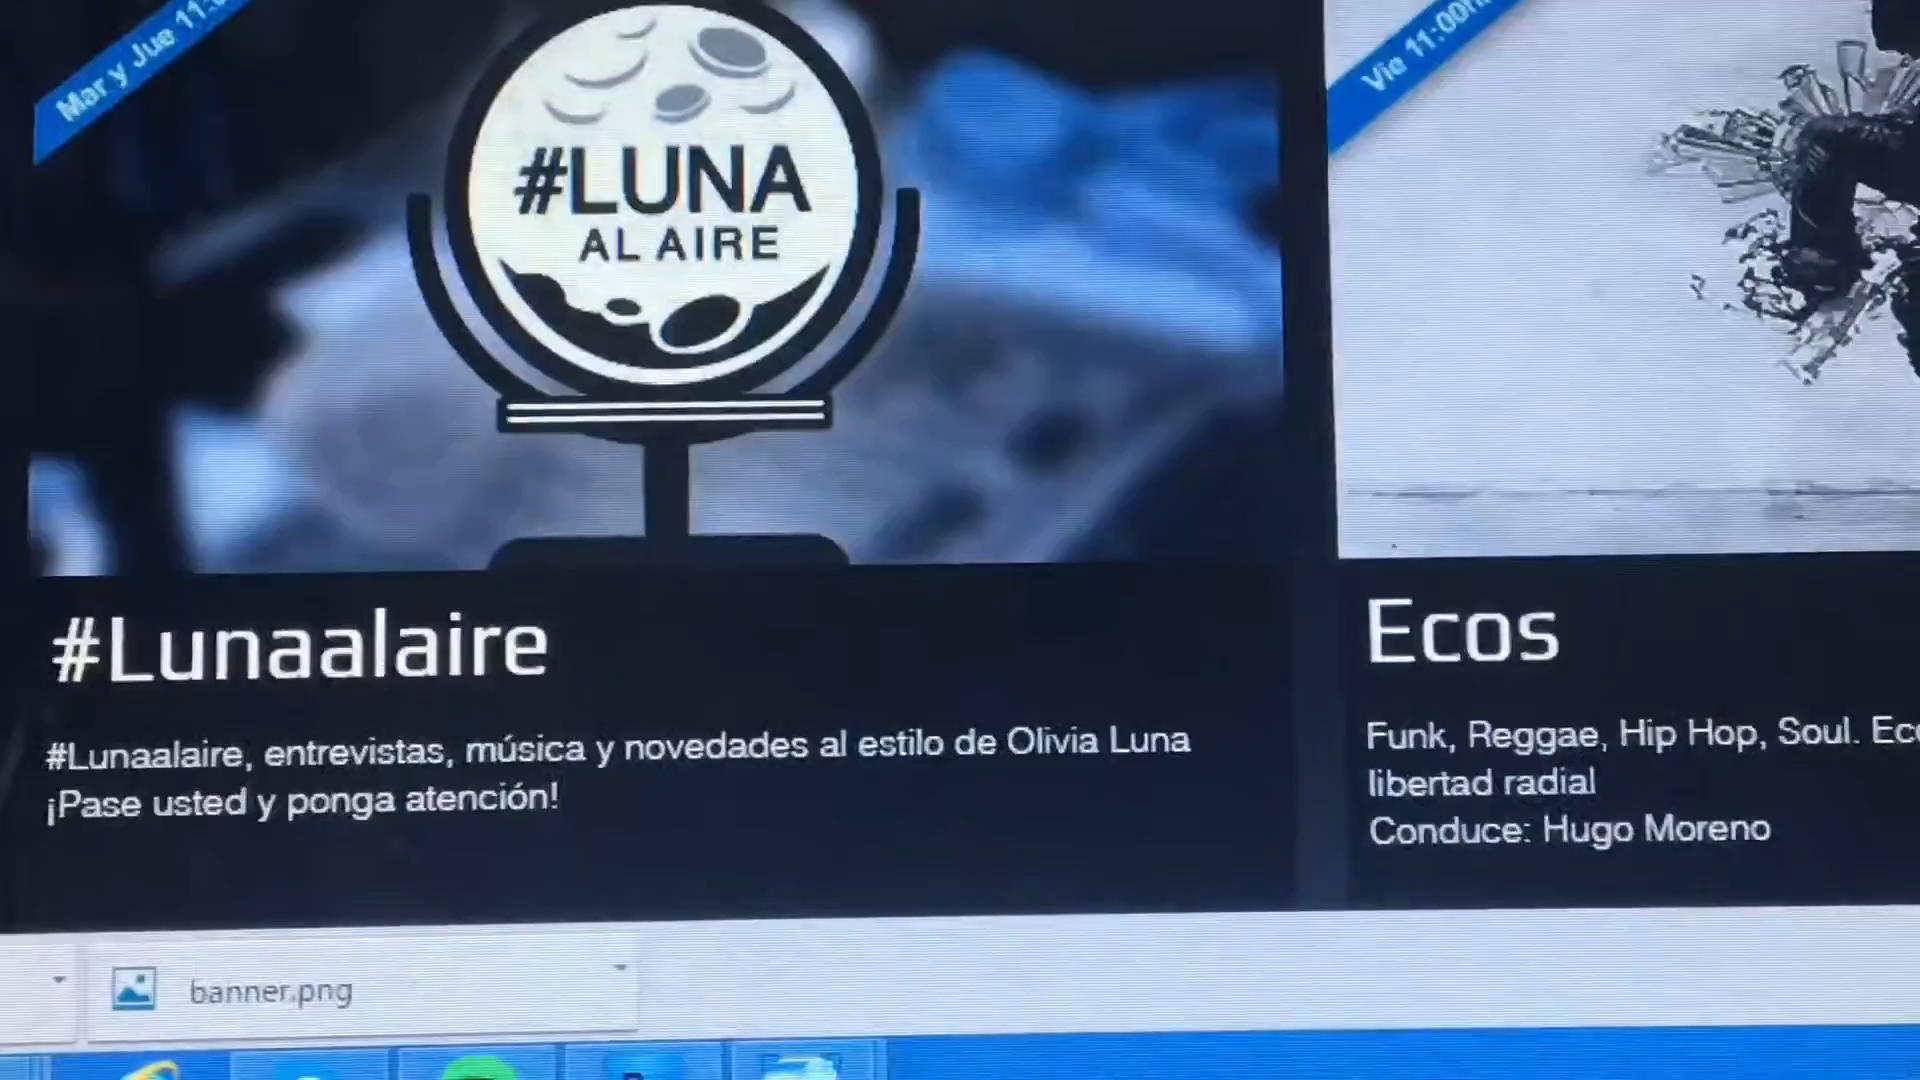 Mar y Jue 11:
Vie 11:00
#LUNA
AL AIRE
#Lunaalaire
#Lunaalaire, entrevistas, música y novedades al estilo de Olivia Luna
¡Pase usted y ponga atención!
Ecos
Funk, Reggae, Hip Hop, Soul.
libertad radial
Conduce: Hugo Moreno
banner.png